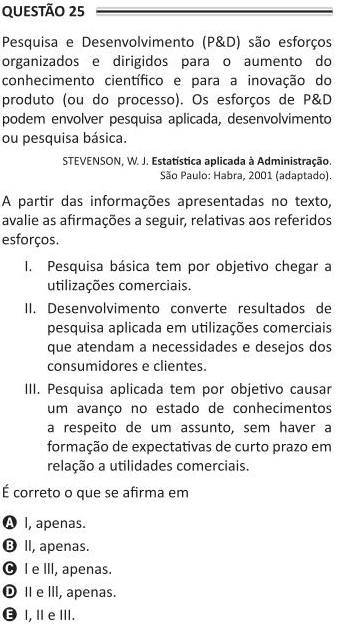 QUESTÃO 25
Pesquisa e Desenvolvimento (P&D) são esforços
organizados e dirigidos para o aumento do
conhecimento científico e para a inovação do
produto (ou do processo). Os esforços de P&D
podem envolver pesquisa aplicada, desenvolvimento
ou pesquisa básica.
STEVENSON, W. J. Estatística aplicada à Administração.
São Paulo: Habra, 2001 (adaptado).
A partir das informações apresentadas no texto,
avalie as afirmações a seguir, relativas aos referidos
esforços.
I. Pesquisa básica tem por objetivo chegar a
utilizações comerciais.
II. Desenvolvimento converte resultados de
pesquisa aplicada em utilizações comerciais
que atendam a necessidades e desejos dos
consumidores e clientes.
III. Pesquisa aplicada tem por objetivo causar
um avanço no estado de conhecimentos
a respeito de um assunto, sem haver a
formação de expectativas de curto prazo em
relação a utilidades comerciais.
É correto o que se afirma em
A I, apenas.
B II, apenas.
C I e III, apenas.
D II e III, apenas.
E I, II e III.